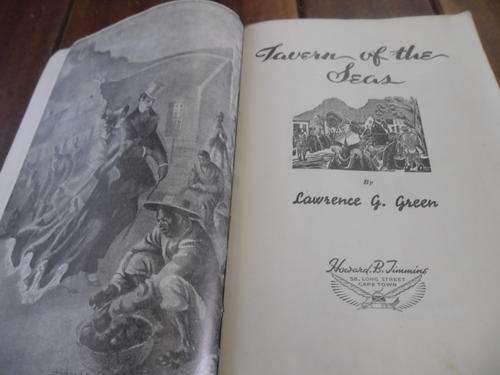 Tavern of the
Seas
By
Lawrence G. Green
Howard B. Timmins
58, LONG STREET
CAPE TOWN